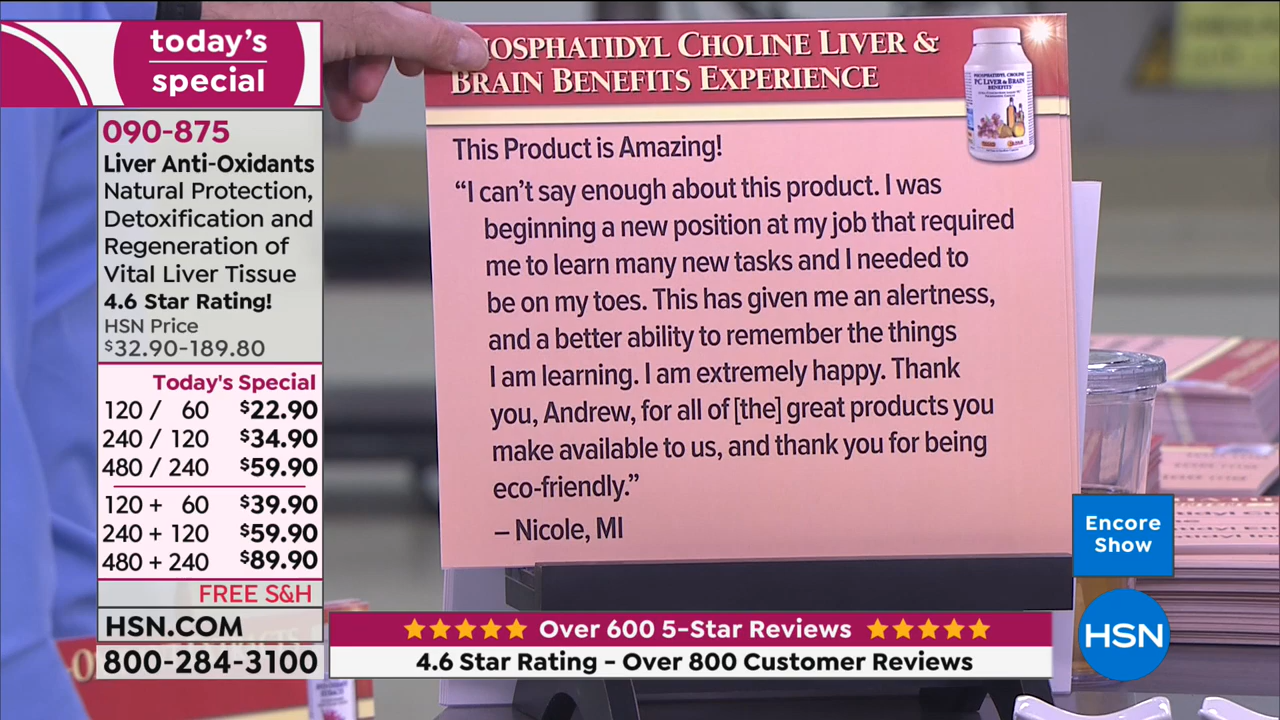 today's
special
090-875
Liver Anti-Oxidants
Natural Protection,
Detoxification and
Regeneration of
Vital Liver Tissue
4.6 Star Rating!
HSN Price
$32.90-189.80
Today's Special
120 / 60 $22.90
240 / 120 $34.90
480 / 240 $59.90
120 + 60 $39.90
240 + 120 $59.90
480 + 240 $89.90
FREE S&H
HSN.COM
800-284-3100
HOSPHATIDYL CHOLINE LIVER &
BRAIN BENEFITS EXPERIENCE
PHOSPHATIDYL CHOLINE
PC LIVER & BRAIN
BENEFITS
This Product is Amazing!
“I can't say enough about this product. I was
beginning a new position at my job that required
me to learn many new tasks and I needed to
be on my toes. This has given me an alertness,
and a better ability to remember the things
I am learning. I am extremely happy. Thank
you, Andrew, for all of [the] great products you
make available to us, and thank you for being
eco-friendly.”
– Nicole, MI
Encore
Show
HSN
Over 600 5-Star Reviews
4.6 Star Rating – Over 800 Customer Reviews